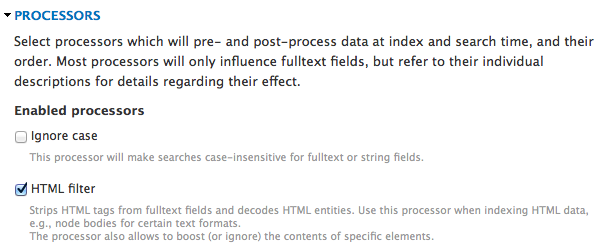 PROCESSORS
Select processors which will pre- and post-process data at index and search time, and their
order. Most processors will only influence fulltext fields, but refer to their individual
descriptions for details regarding their effect.
Enabled processors
Ignore case
This processor will make searches case-insensitive for fulltext or string fields.
HTML filter
Strips HTML tags from fulltext fields and decodes HTML entities. Use this processor when indexing HTML data,
e.g., node bodies for certain text formats.
The processor also allows to boost (or ignore) the contents of specific elements.